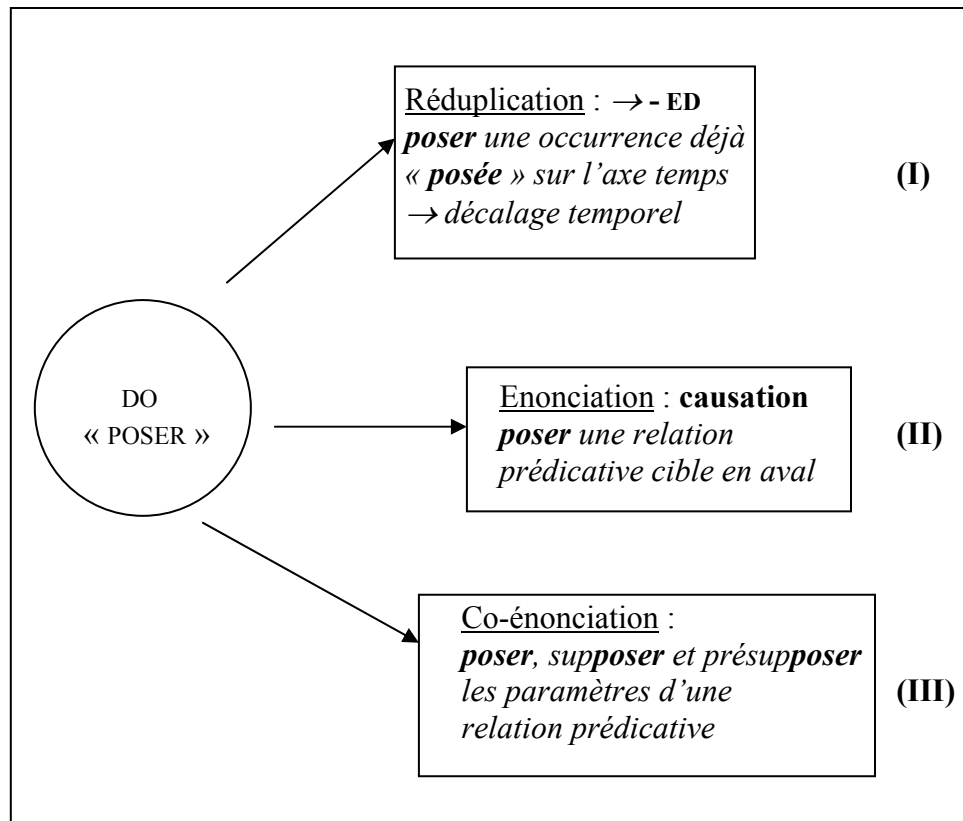 Réduplication : → - ED
poser une occurrence déjà
« posée » sur l’axe temps
→ décalage temporel
(I)
DO
« POSER »
Enonciation : causation
poser une relation
prédicative cible en aval
(II)
Co-énonciation :
poser, supposer et présupposer
les paramètres d’une
relation prédicative
(III)